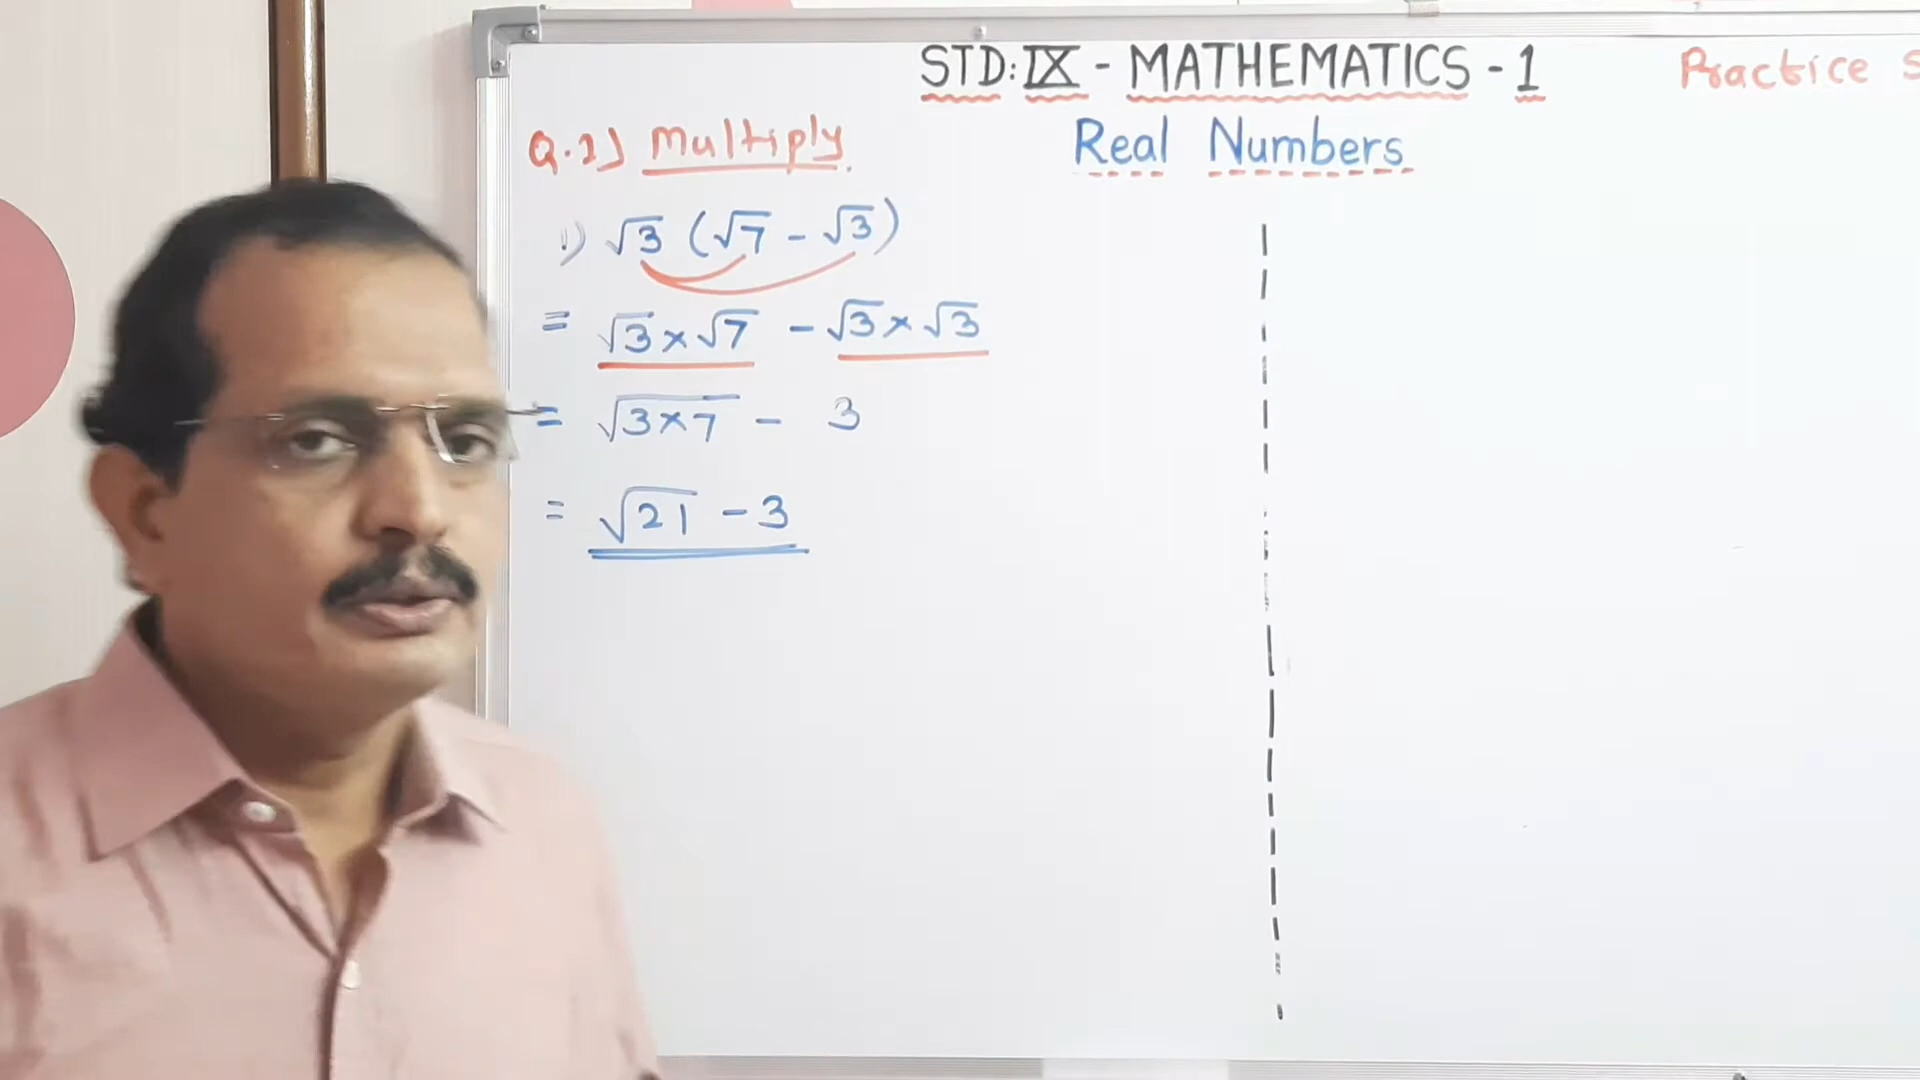 STD: IX - MATHEMATICS - 1
Practice S
Q.1) Multiply.
Real Numbers
1) √3 (√7 - √3)
= √3 × √7 - √3 × √3
= √3×7 - 3
= √21 - 3